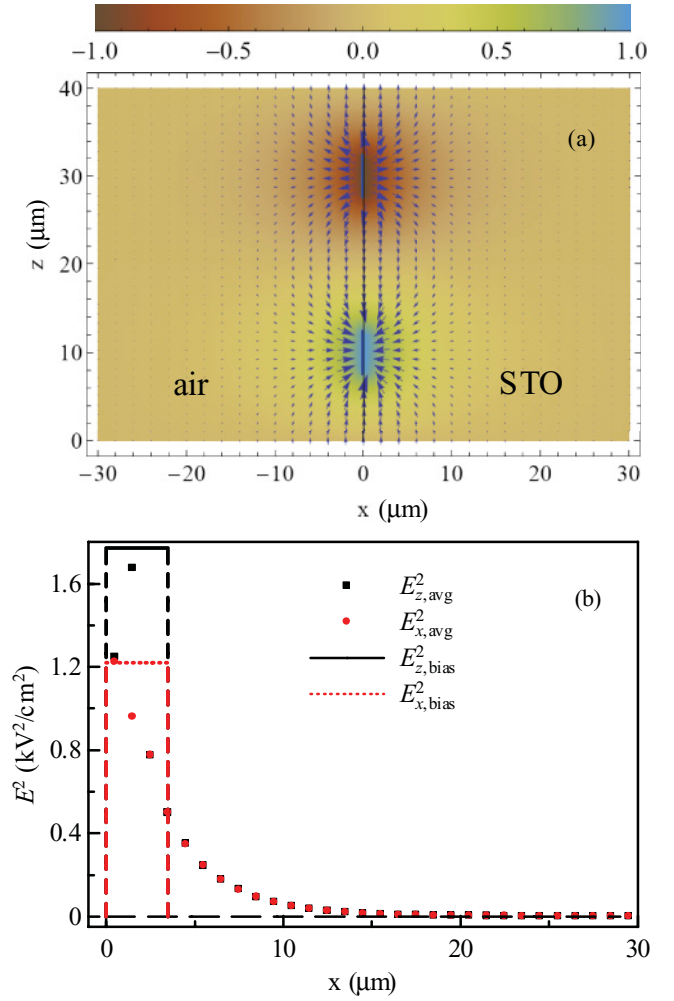 −1.0 −0.5 0.0 0.5 1.0
40
(a)
30
z (μm)
20
10
air STO
0
−30 −20 −10 0 10 20 30
x (μm)
1.6
E²z,avg
(b)
E²x,avg
1.2
E²z,bias
E²x,bias
E² (kV²/cm²)
0.8
0.4
0
0 10 20 30
x (μm)